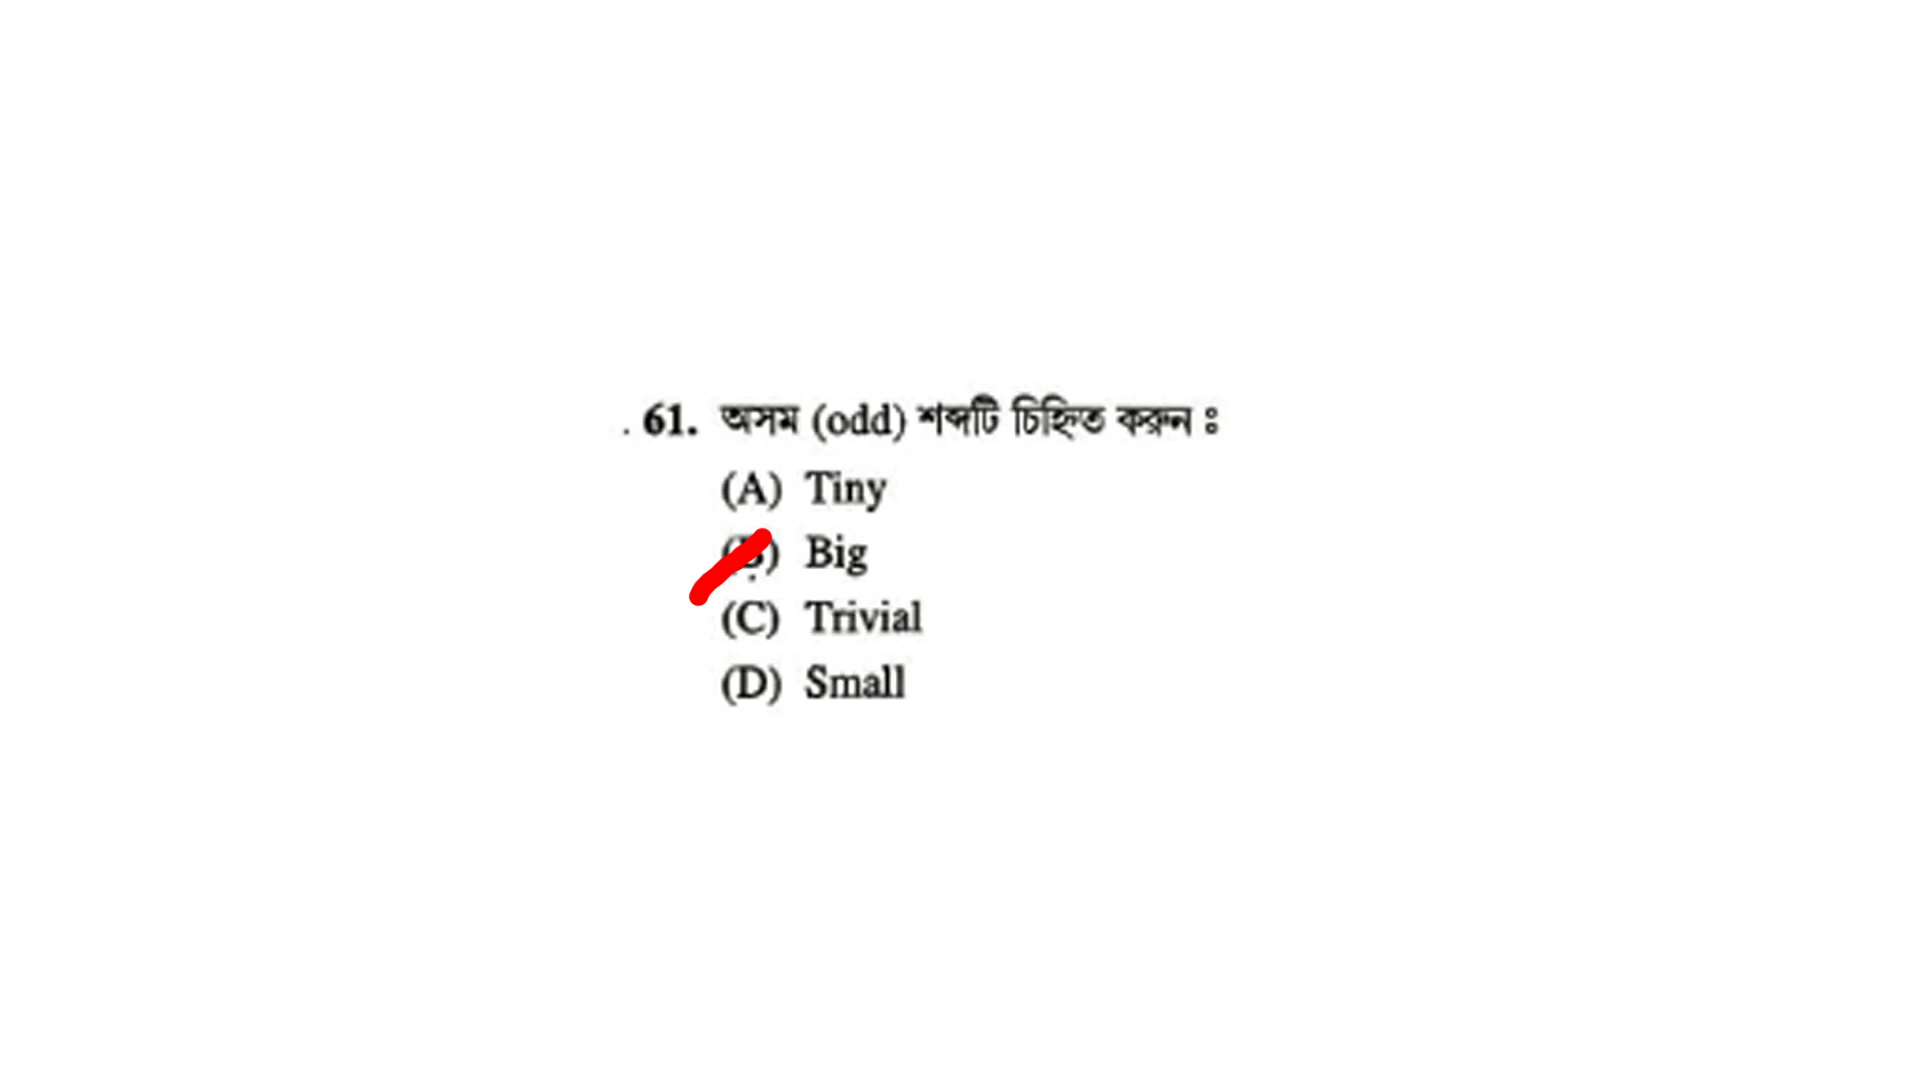 61. অসম (odd) শব্দটি চিহ্নিত করুন ঃ
(A) Tiny
(B) Big
(C) Trivial
(D) Small